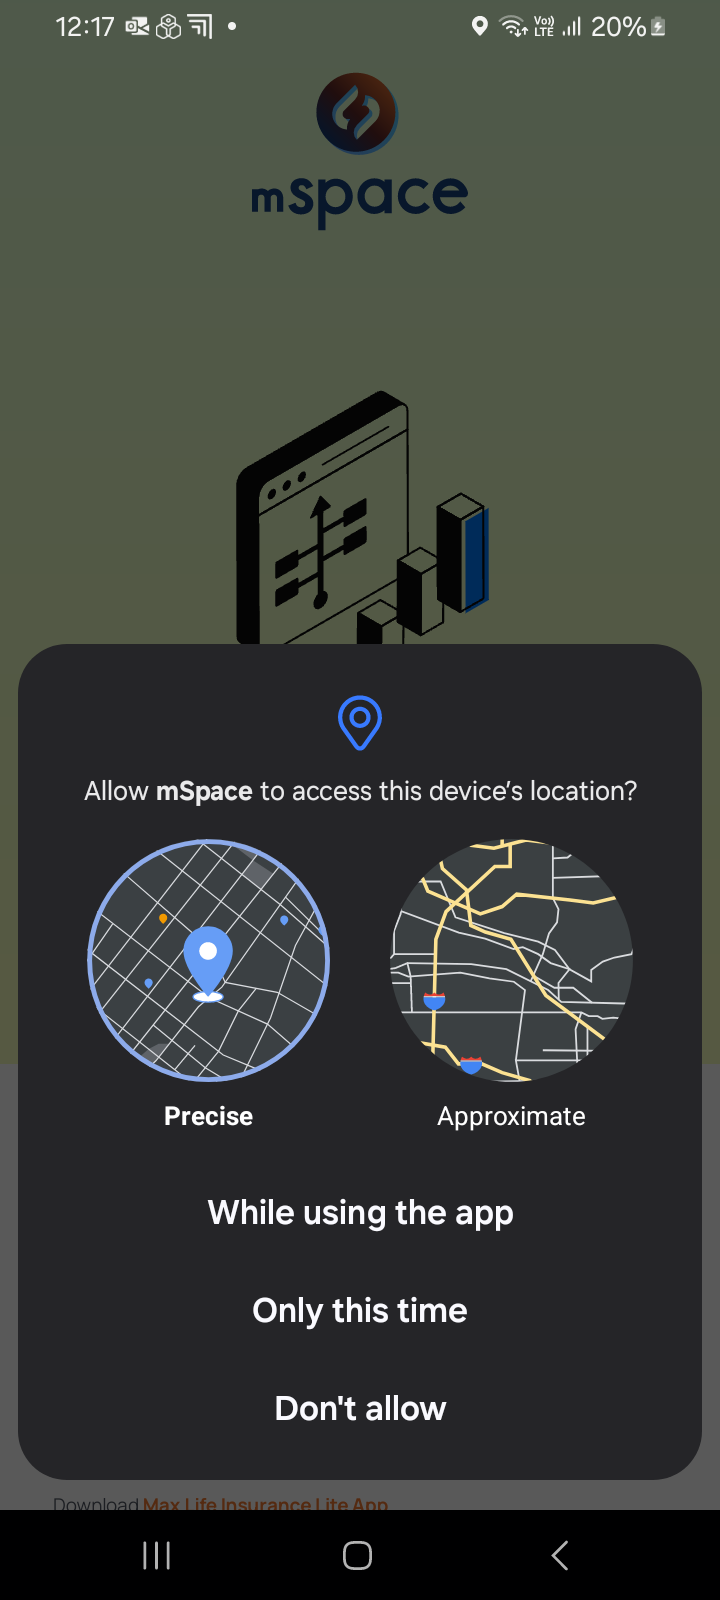 12:17
Vo))
LTE
20%
mspace
Allow mSpace to access this device's location?
Precise
Approximate
While using the app
Only this time
Don't allow
Download Max Life Insurance Lite App